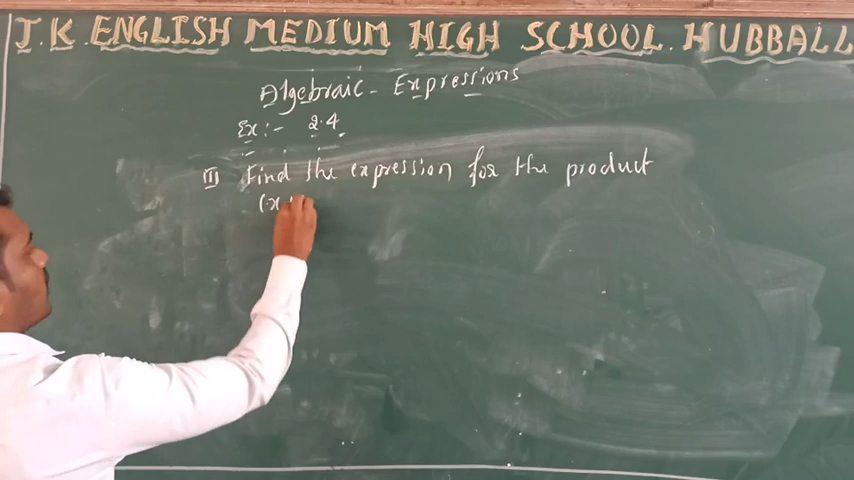 J.K ENGLISH MEDIUM HIGH SCHOOL. HUBBALL
Algebraic - Expressions
Ex:- 2.4
III Find the expression for the product
(x